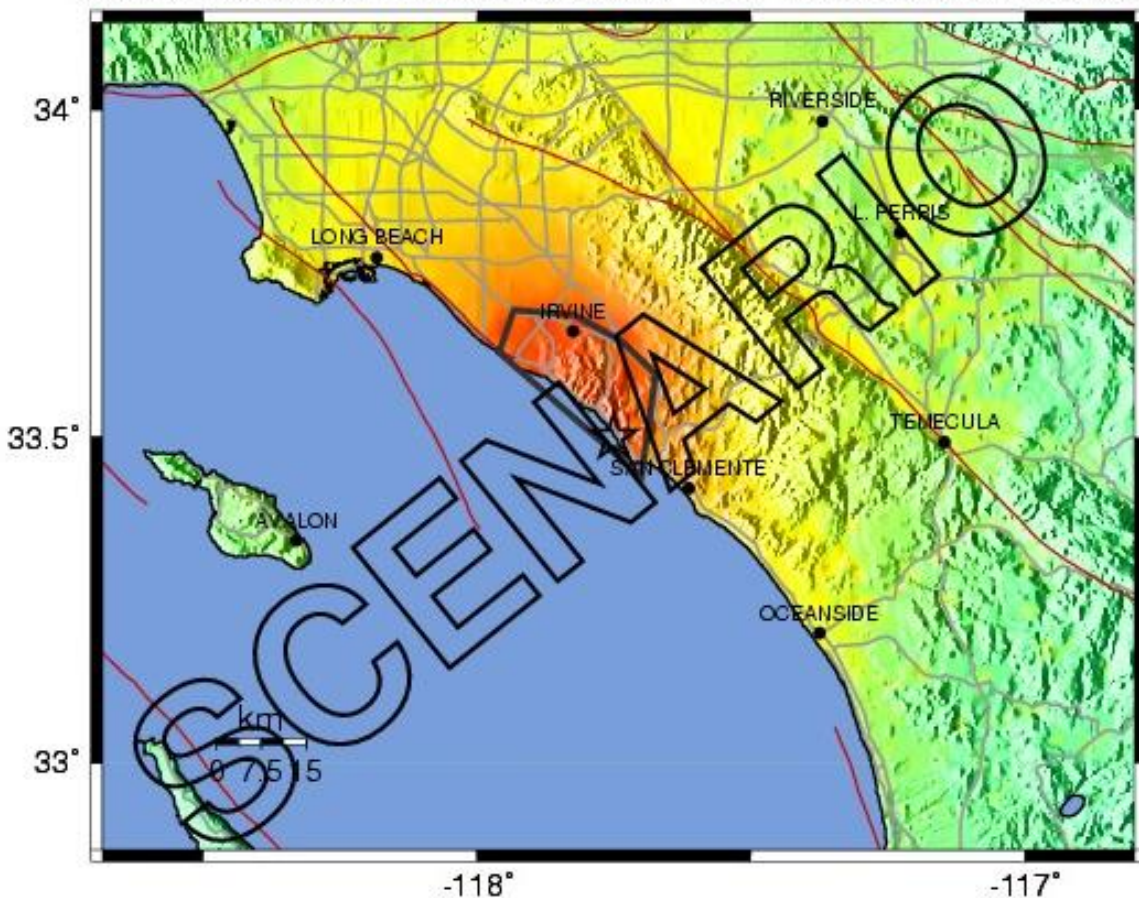 34°
RIVERSIDE
L. PERRIS
LONG BEACH
IRVINE
33.5°
TEMECULA
SAN CLEMENTE
AVALON
OCEANSIDE
SCENARIO
km
0 7.5 15
33°
-118°
-117°